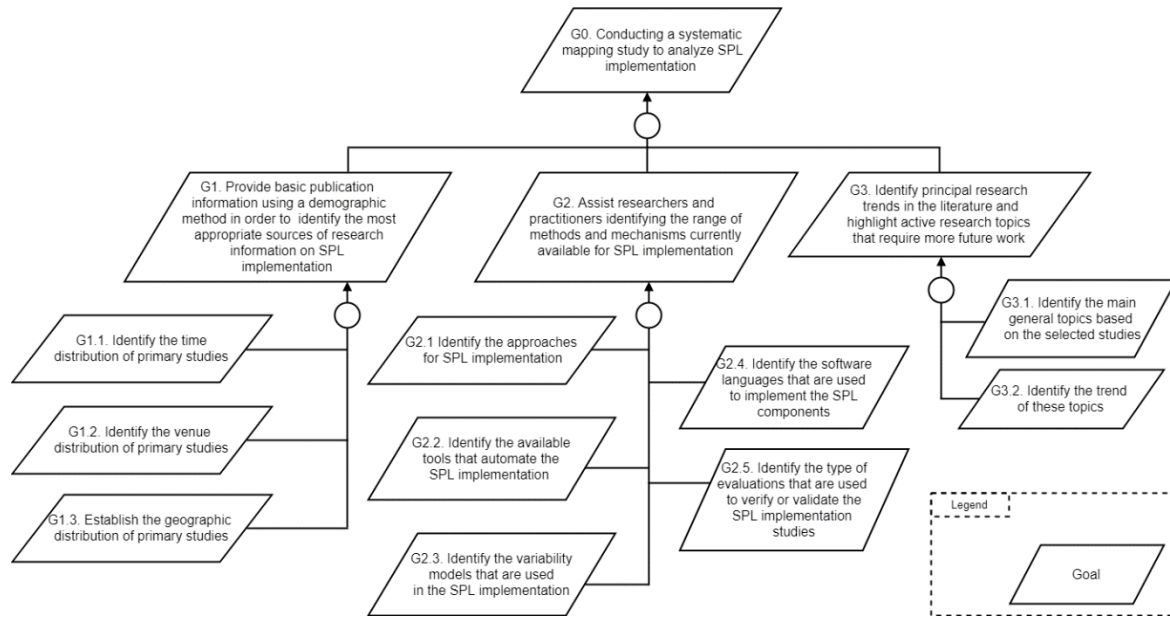 G0. Conducting a systematic
mapping study to analyze SPL
implementation
G1. Provide basic publication
information using a demographic
method in order to identify the most
appropriate sources of research
information on SPL
implementation
G2. Assist researchers and
practitioners identifying the range of
methods and mechanisms currently
available for SPL implementation
G3. Identify principal research
trends in the literature and
highlight active research topics
that require more future work
G1.1. Identify the time
distribution of primary studies
G1.2. Identify the venue
distribution of primary studies
G1.3. Establish the geographic
distribution of primary studies
G2.1 Identify the approaches
for SPL implementation
G2.2. Identify the available
tools that automate the
SPL implementation
G2.3. Identify the variability
models that are used
in the SPL implementation
G2.4. Identify the software
languages that are used
to implement the SPL
components
G2.5. Identify the type of
evaluations that are used
to verify or validate the
SPL implementation
studies
G3.1. Identify the main
general topics based
on the selected studies
G3.2. Identify the trend
of these topics
Legend
Goal